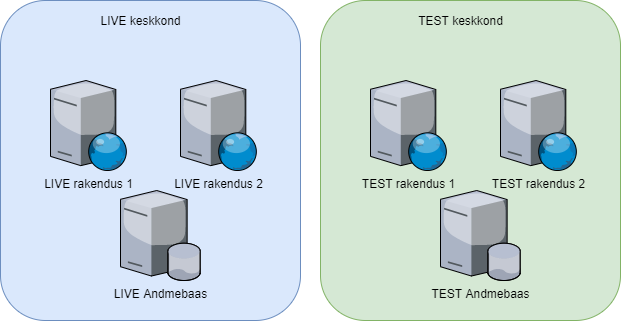 LIVE keskkond
TEST keskkond
LIVE rakendus 1
LIVE rakendus 2
TEST rakendus 1
TEST rakendus 2
LIVE Andmebaas
TEST Andmebaas